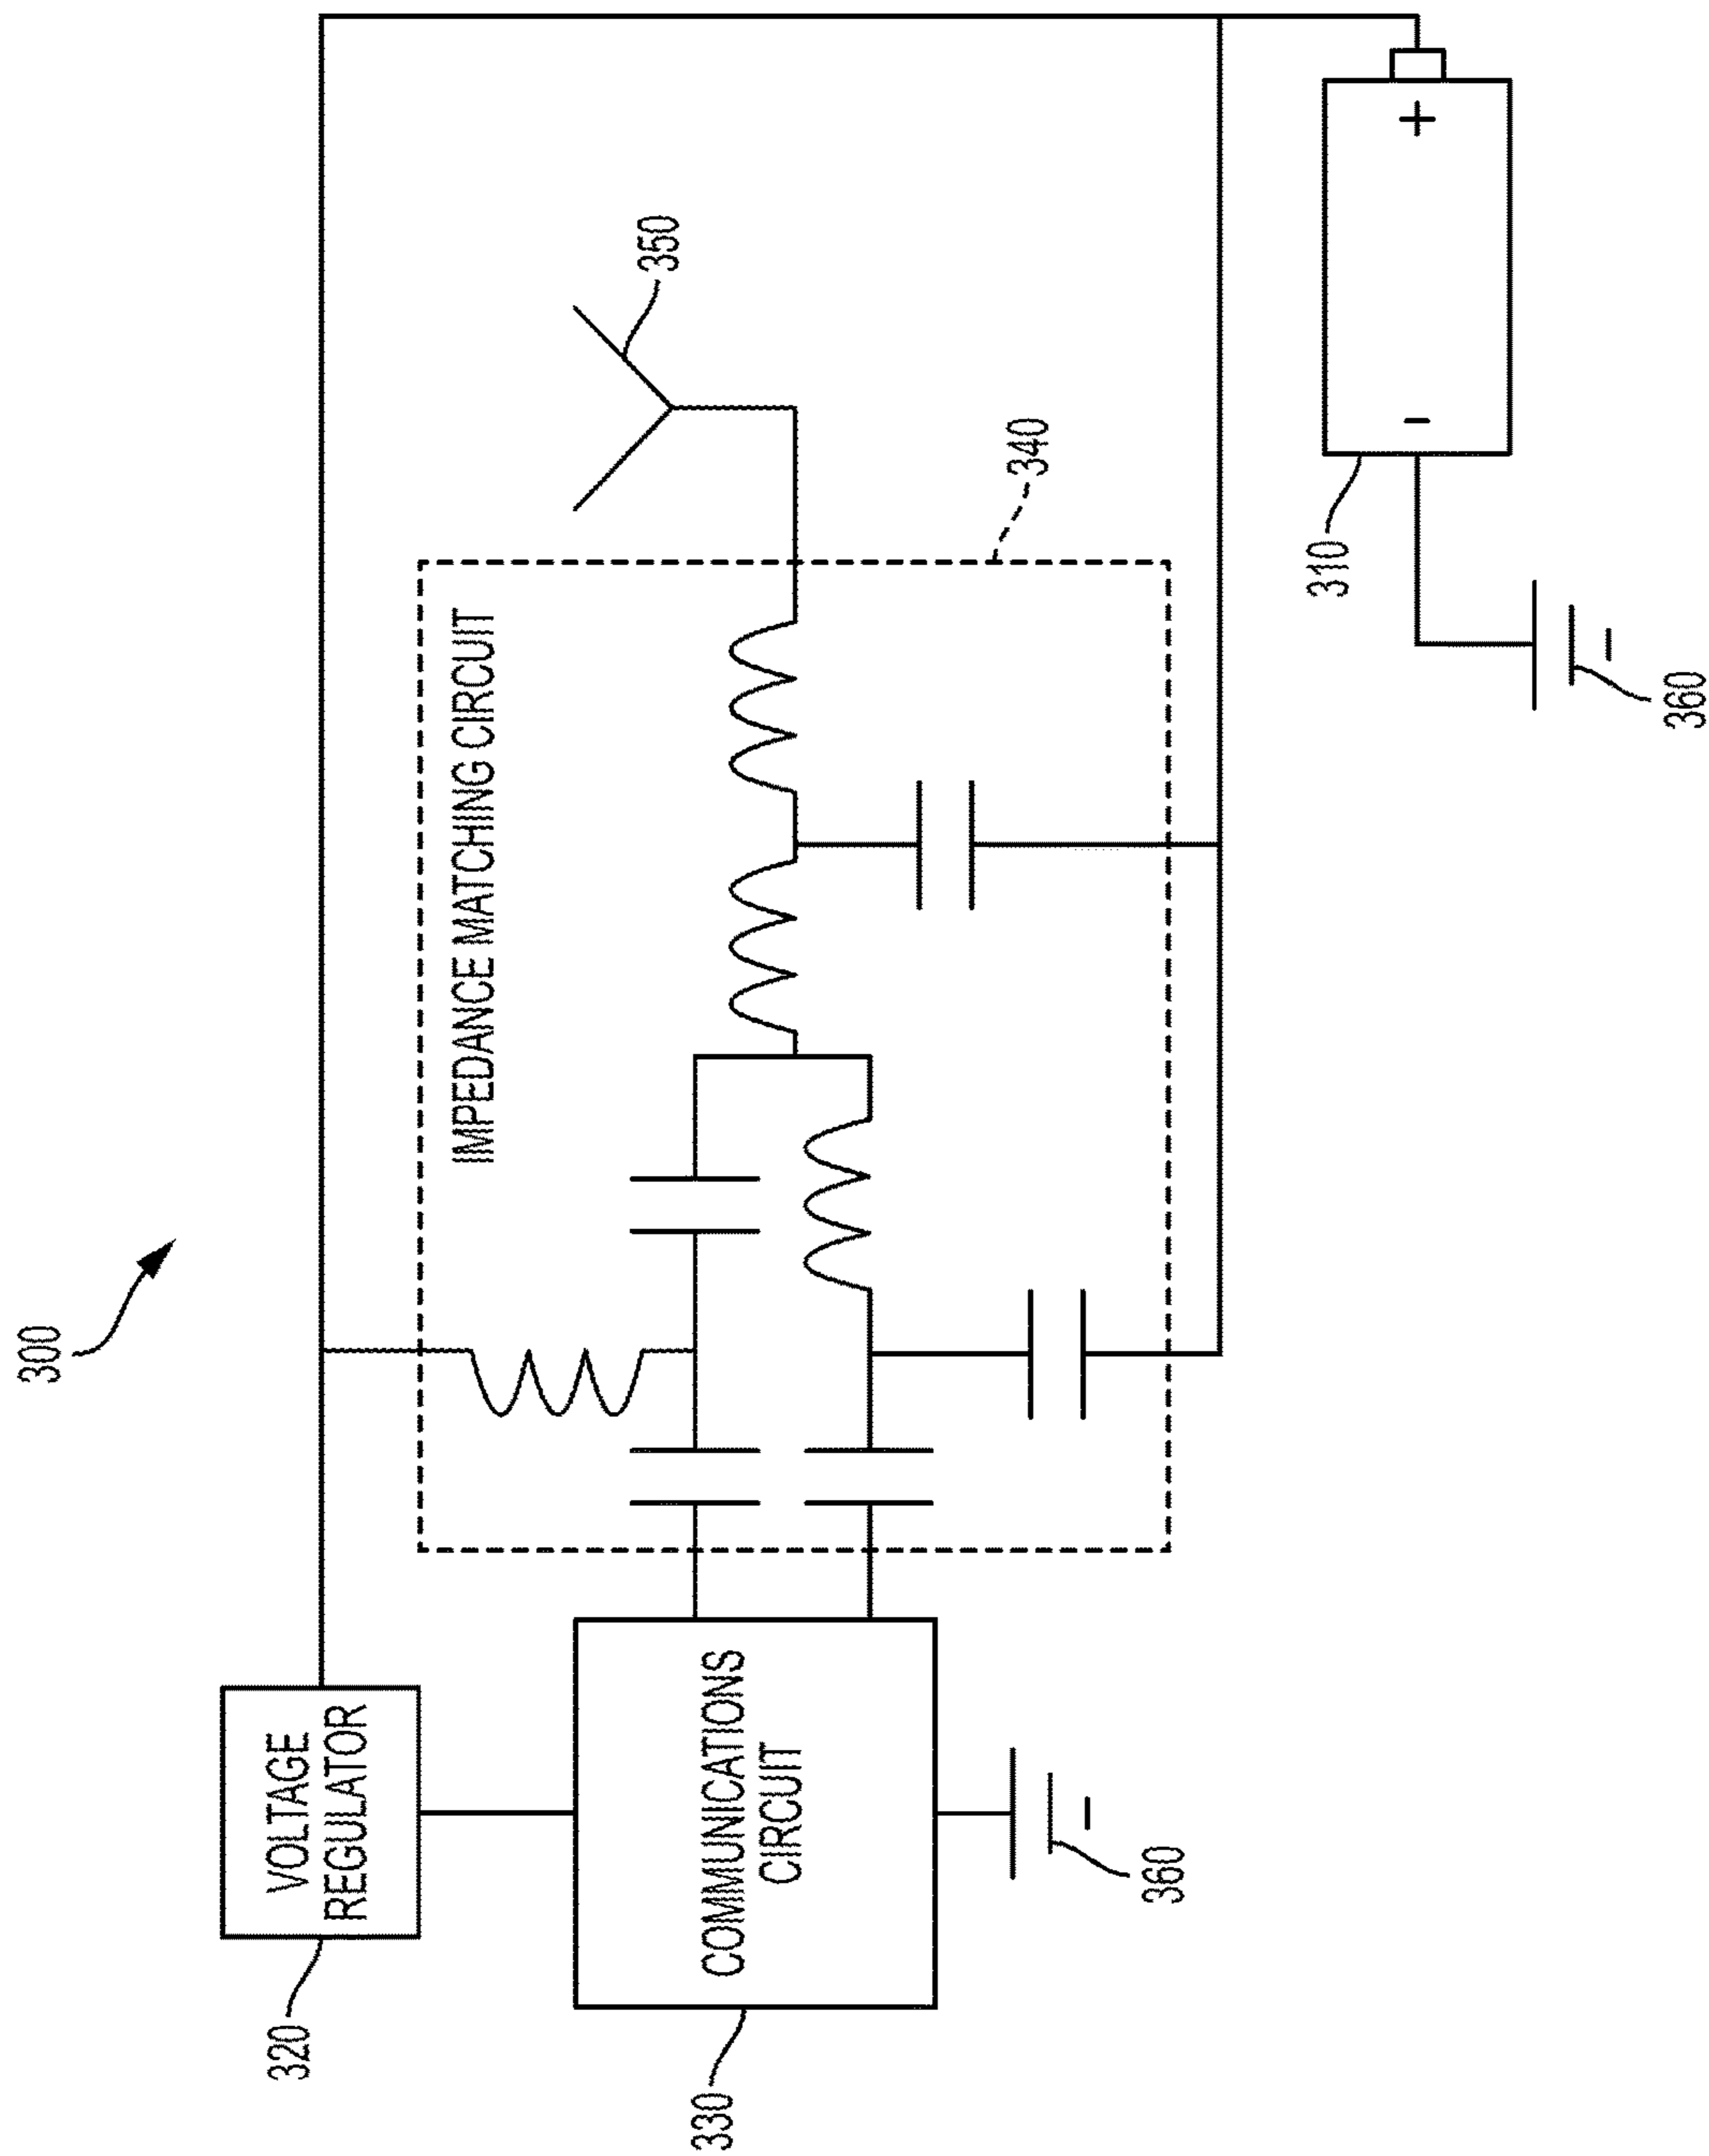 300
320
VOLTAGE
REGULATOR
330
COMMUNICATIONS
CIRCUIT
360
IMPEDANCE MATCHING CIRCUIT
340
350
310
-
+
360